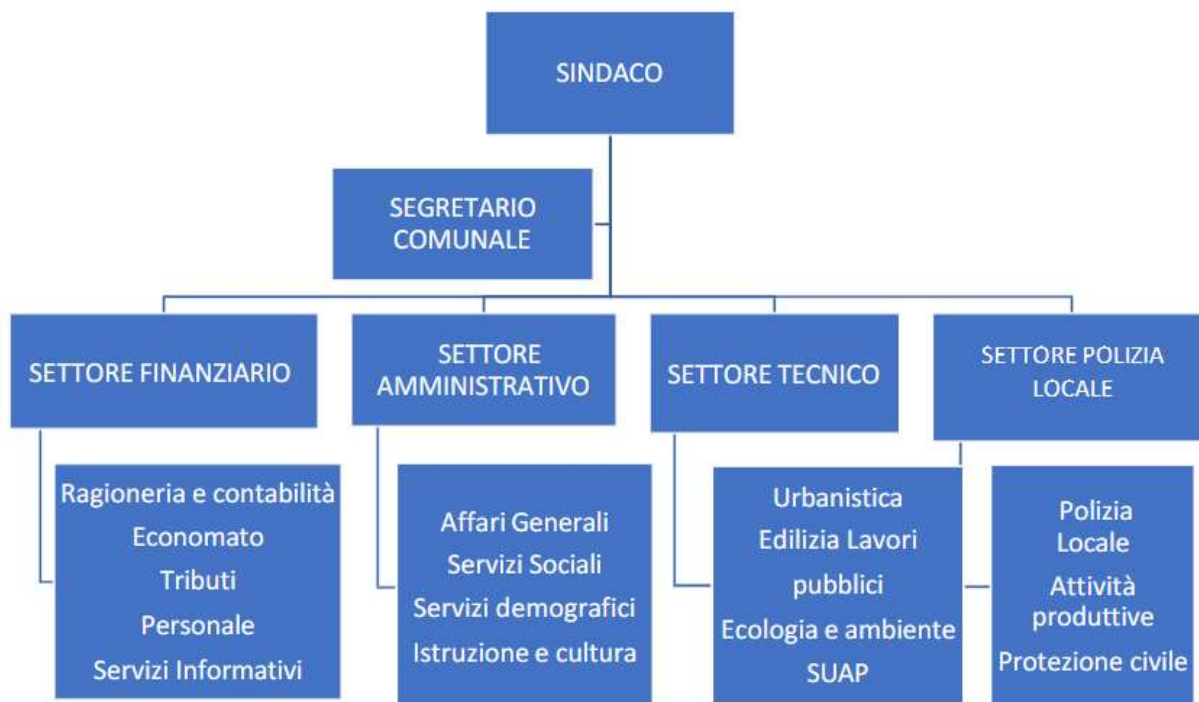 SINDACO
SEGRETARIO
COMUNALE
SETTORE FINANZIARIO
SETTORE
AMMINISTRATIVO
SETTORE TECNICO
SETTORE POLIZIA
LOCALE
Ragioneria e contabilità
Economato
Tributi
Personale
Servizi Informativi
Affari Generali
Servizi Sociali
Servizi demografici
Istruzione e cultura
Urbanistica
Edilizia Lavori
pubblici
Ecologia e ambiente
SUAP
Polizia
Locale
Attività
produttive
Protezione civile